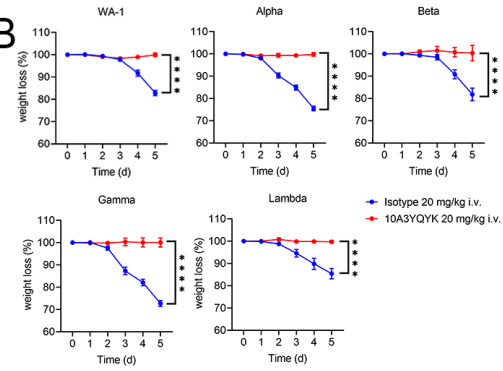 B
WA-1
Alpha
Beta
110
100
90
80
70
60
weight loss (%)
0 1 2 3 4 5
Time (d)
****
110
100
90
80
70
60
0 1 2 3 4 5
Time (d)
****
110
100
90
80
70
60
0 1 2 3 4 5
Time (d)
****
Gamma
Lambda
110
100
90
80
70
60
weight loss (%)
0 1 2 3 4 5
Time (d)
****
110
100
90
80
70
60
weight loss (%)
0 1 2 3 4 5
Time (d)
****
Isotype 20 mg/kg i.v.
10A3YQYK 20 mg/kg i.v.